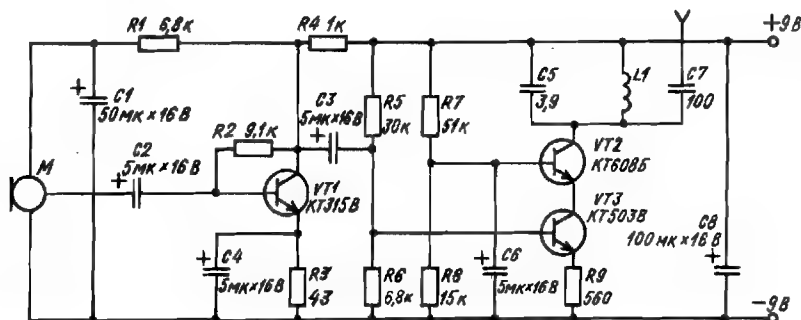 R1 6,8к
R4 1к
+9В
C1
50мк×16В
C3
5мк×16В
R5
30к
R7
51к
C5
3,9
L1
C7
100
R2 9,1к
C2
5мк×16В
М
VT1
КТ315В
VT2
КТ608Б
VT3
КТ503В
C8
100мк×16В
C4
5мк×16В
R3
43
R6
6,8к
R8
15к
C6
5мк×16В
R9
560
−9В